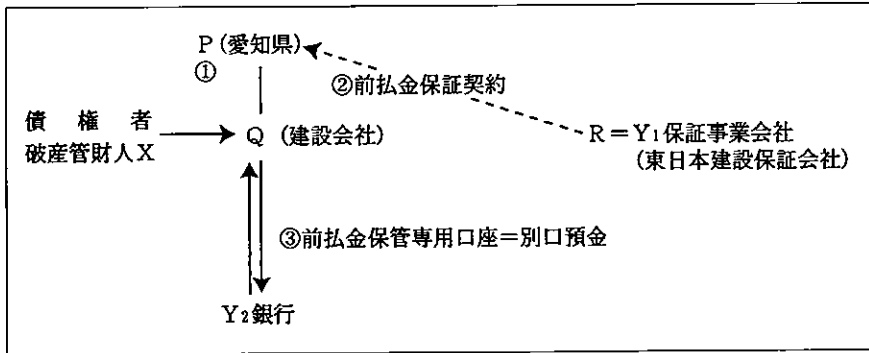 P (愛知県)
①
②前払金保証契約
債権者
破産管財人X
Q (建設会社)
R=Y₁保証事業会社
(東日本建設保証会社)
③前払金保管専用口座=別口預金
Y₂銀行